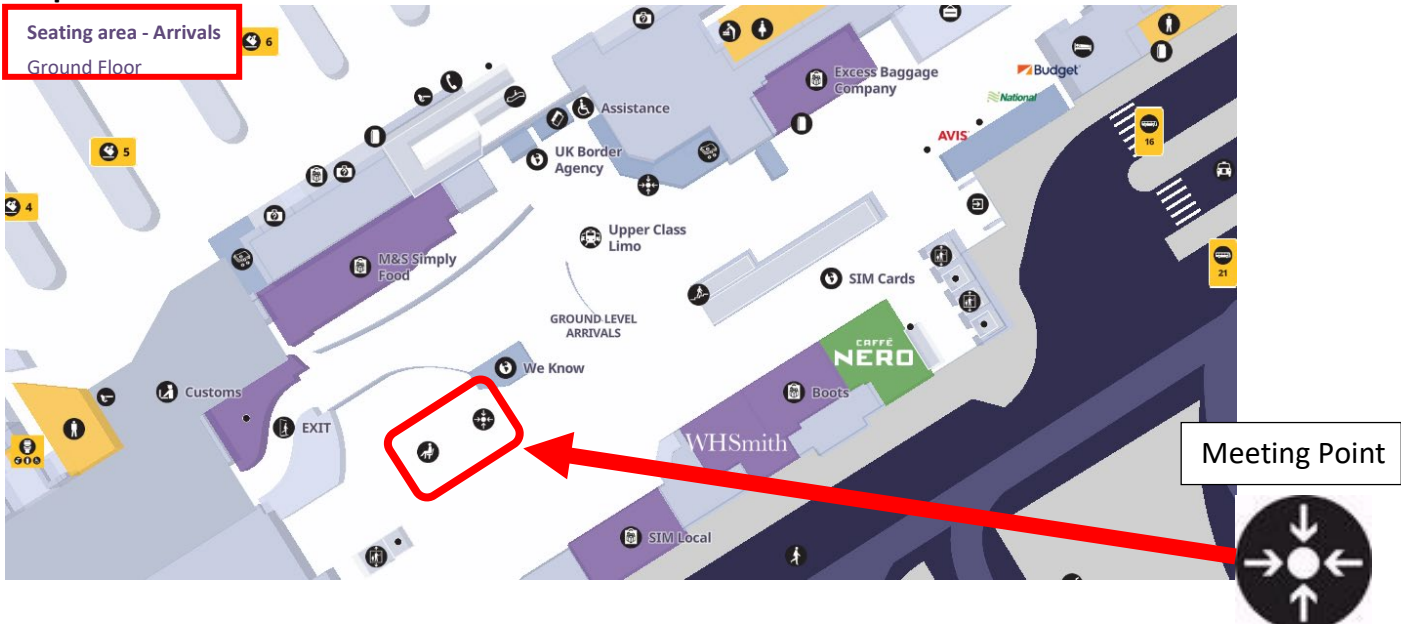 Seating area - Arrivals
Ground Floor
6
5
4
16
21
Excess Baggage
Company
Budget
National
AVIS
Assistance
UK Border
Agency
Upper Class
Limo
M&S Simply
Food
SIM Cards
GROUND LEVEL
ARRIVALS
CAFFÈ
NERO
We Know
Boots
Customs
EXIT
WHSmith
Meeting Point
SIM Local